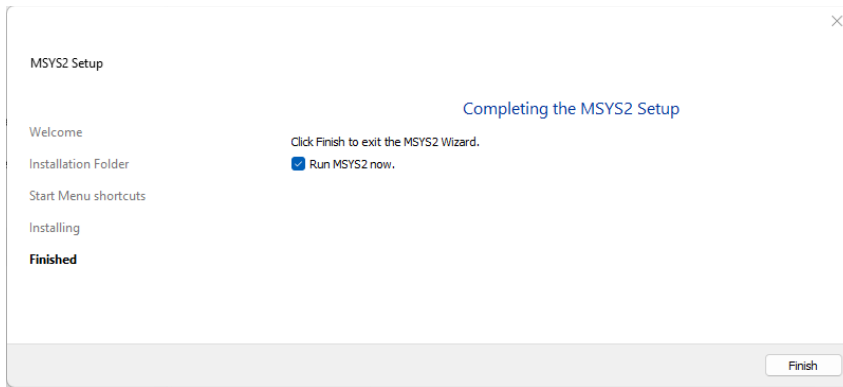 MSYS2 Setup
Completing the MSYS2 Setup
Welcome
Click Finish to exit the MSYS2 Wizard.
Installation Folder
Run MSYS2 now.
Start Menu shortcuts
Installing
Finished
Finish